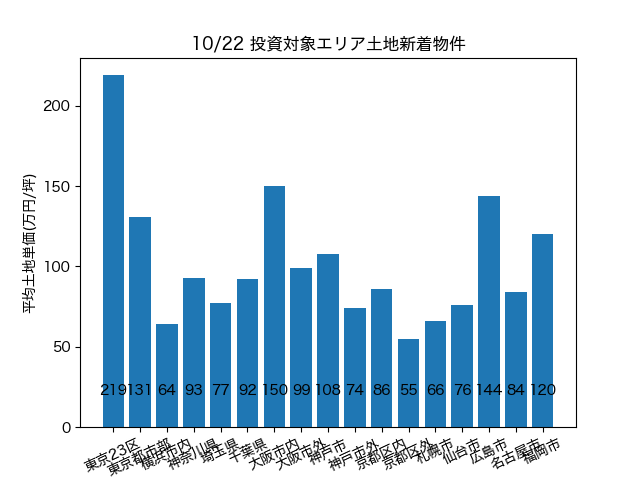 10/22 投資対象エリア土地新着物件
平均土地単価(万円/坪)
200
150
100
50
0
219 131 64 93 77 92 150 99 108 74 86 55 66 76 144 84 120
東京23区
東京都市部
横浜市内
神奈川県
埼玉県
千葉県
大阪市内
大阪市外
神戸市
神戸市外
京都区内
京都区外
札幌市
仙台市
広島市
名古屋市
福岡市